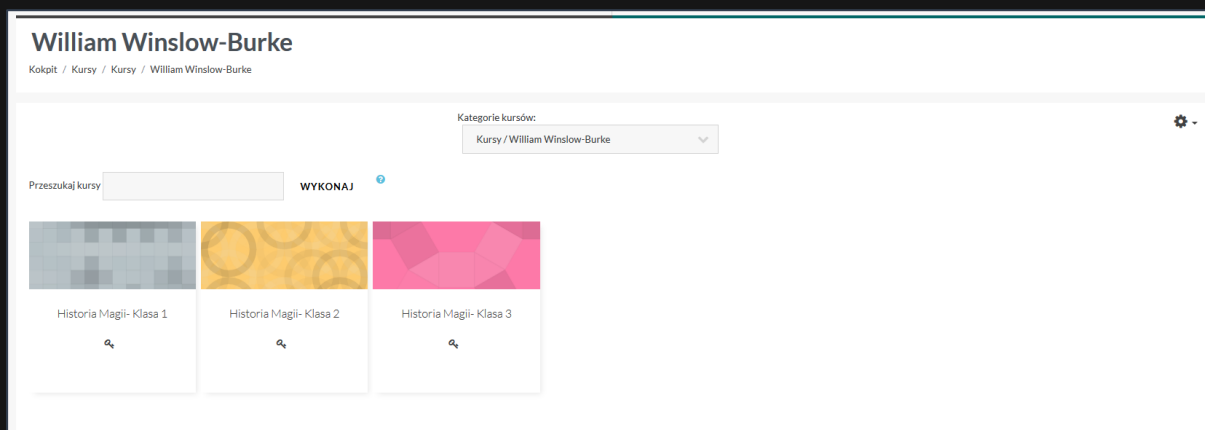 William Winslow-Burke
Kokpit / Kursy / Kursy / William Winslow-Burke
Kategorie kursów:
Kursy / William Winslow-Burke
Przeszukaj kursy
WYKONAJ
?
Historia Magii- Klasa 1
Historia Magii- Klasa 2
Historia Magii- Klasa 3